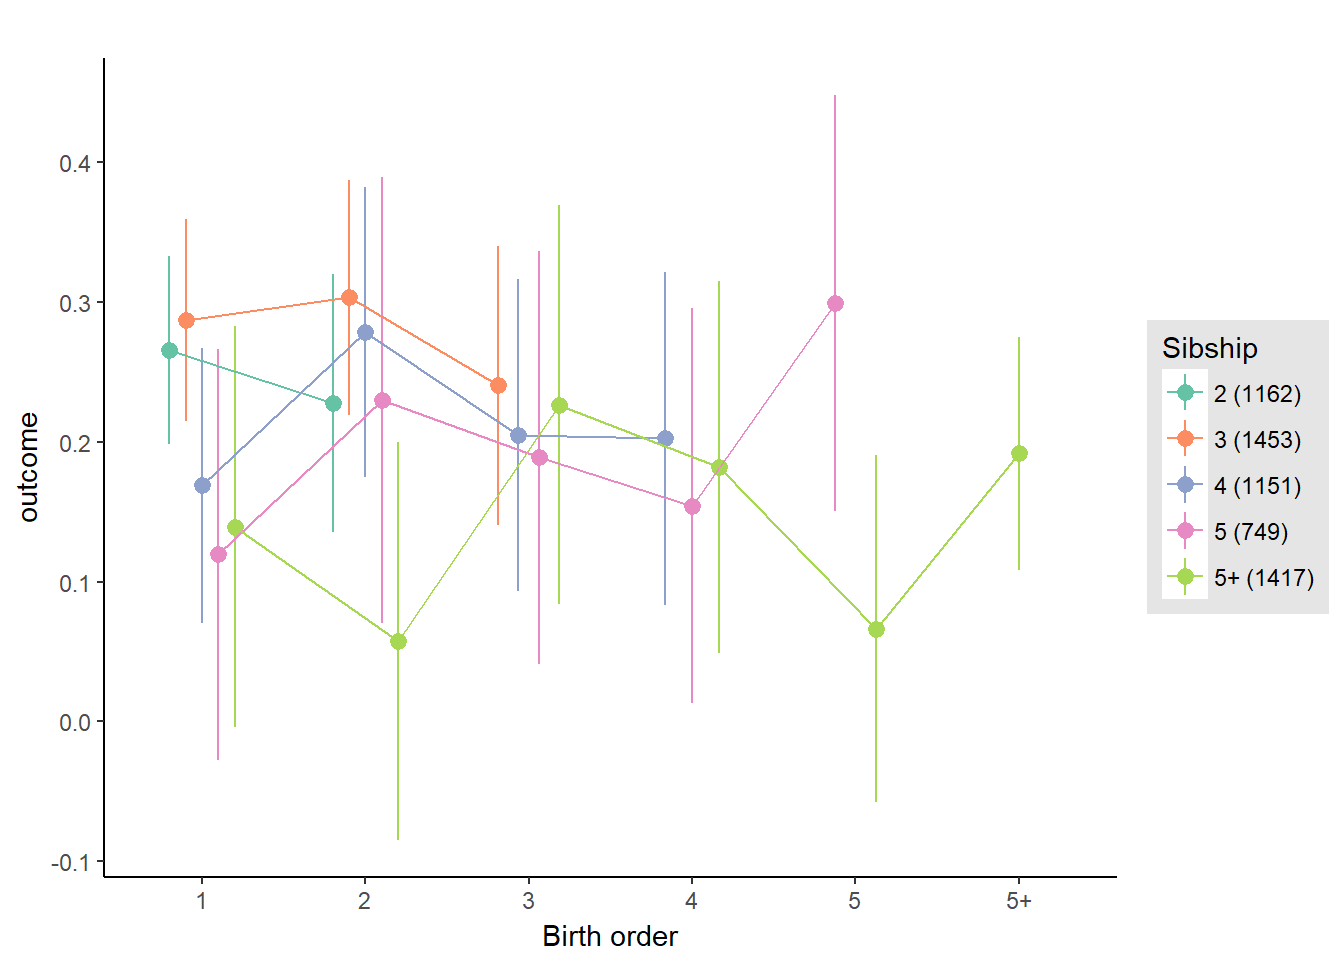 outcome
0.4
0.3
0.2
0.1
0.0
-0.1
1 2 3 4 5 5+
Birth order
Sibship
2 (1162)
3 (1453)
4 (1151)
5 (749)
5+ (1417)